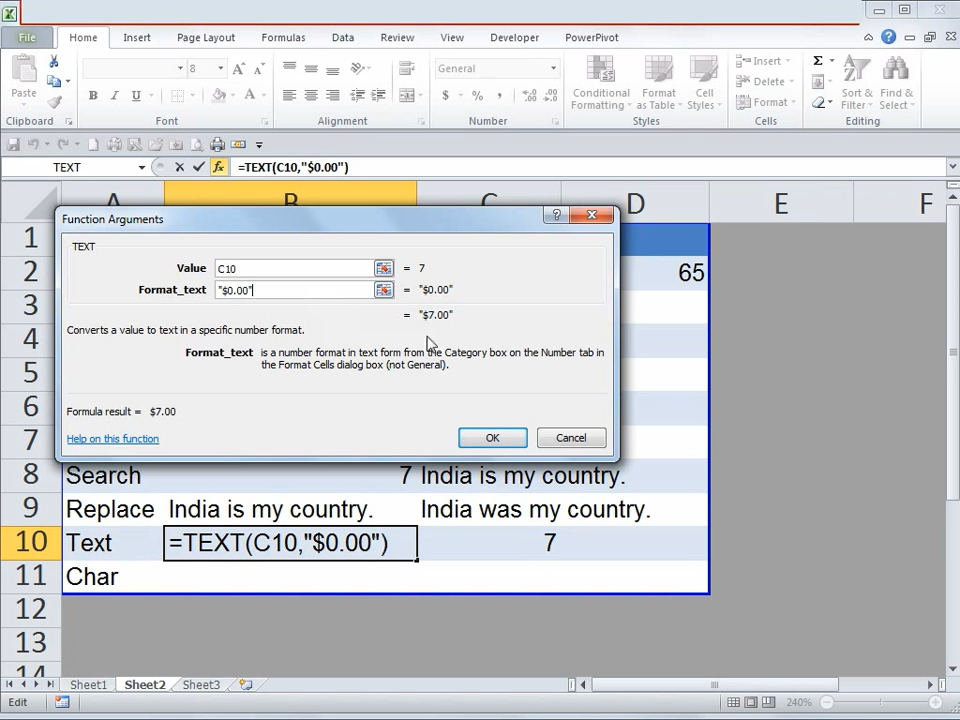 File Home Insert Page Layout Formulas Data Review View Developer PowerPivot
8 General Insert Σ
Delete
Paste B I U $ % , Conditional Formatting Format as Table Cell Styles Format Sort & Filter Find & Select
Clipboard Font Alignment Number Styles Cells Editing
TEXT =TEXT(C10,"$0.00")
A B C D E F
Function Arguments
TEXT
Value C10 = 7
Format_text "$0.00" = "$0.00"
= "$7.00"
Converts a value to text in a specific number format.
Format_text is a number format in text form from the Category box on the Number tab in
the Format Cells dialog box (not General).
Formula result = $7.00
Help on this function OK Cancel
1
2 65
3
4
5
6
7
8 Search 7 India is my country.
9 Replace India is my country. India was my country.
10 Text =TEXT(C10,"$0.00") 7
11 Char
12
13
14
Sheet1 Sheet2 Sheet3
Edit 240%